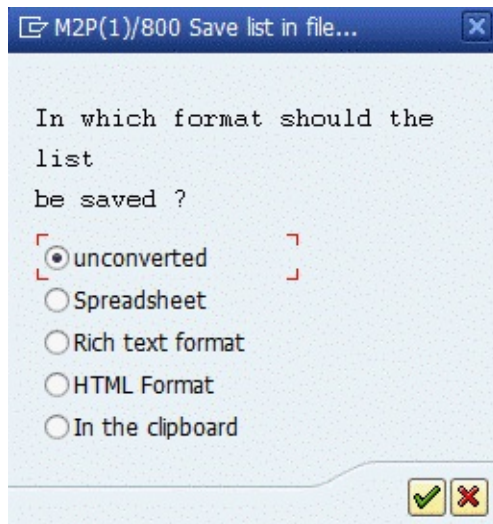 M2P(1)/800 Save list in file...
In which format should the
list
be saved ?
unconverted
Spreadsheet
Rich text format
HTML Format
In the clipboard